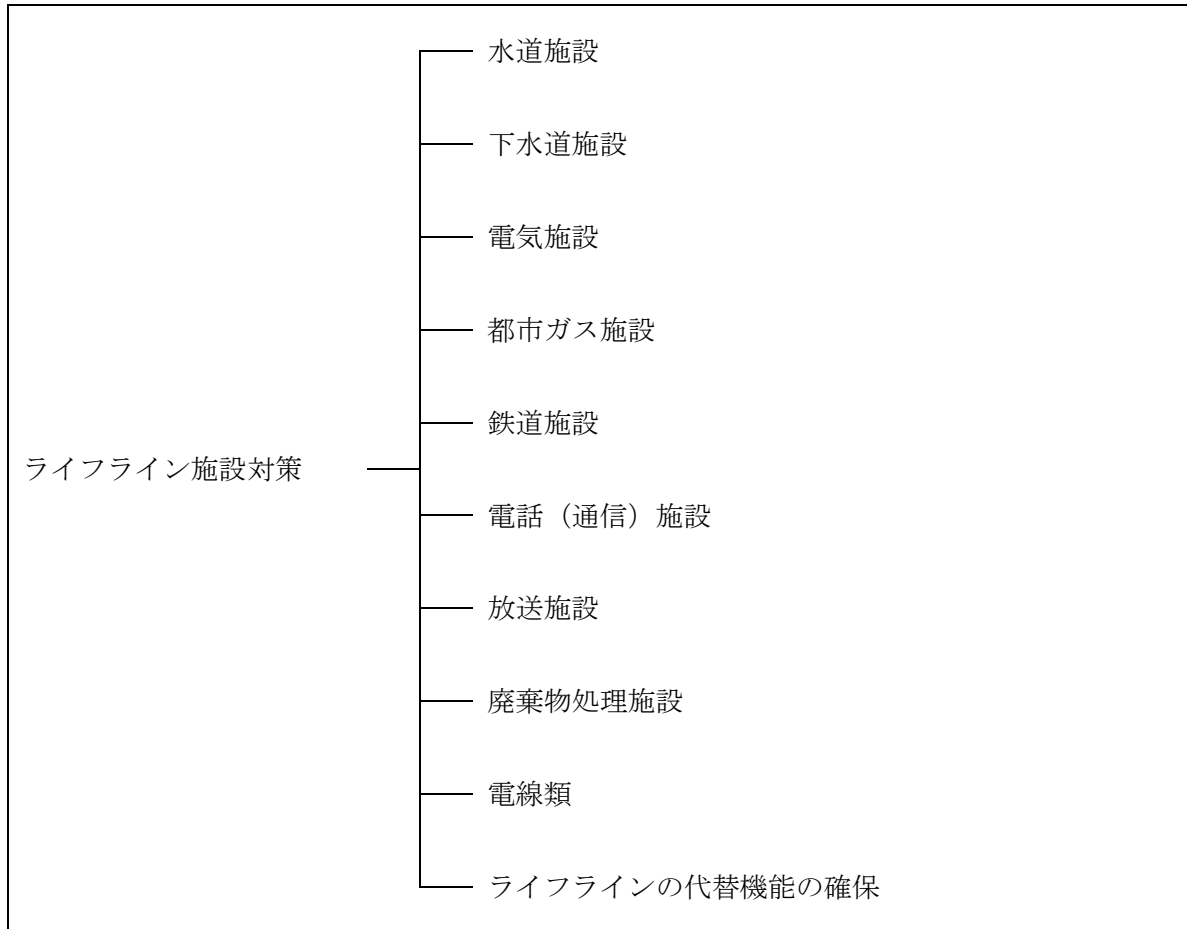 水道施設
下水道施設
電気施設
都市ガス施設
鉄道施設
ライフライン施設対策
電話（通信）施設
放送施設
廃棄物処理施設
電線類
ライフラインの代替機能の確保